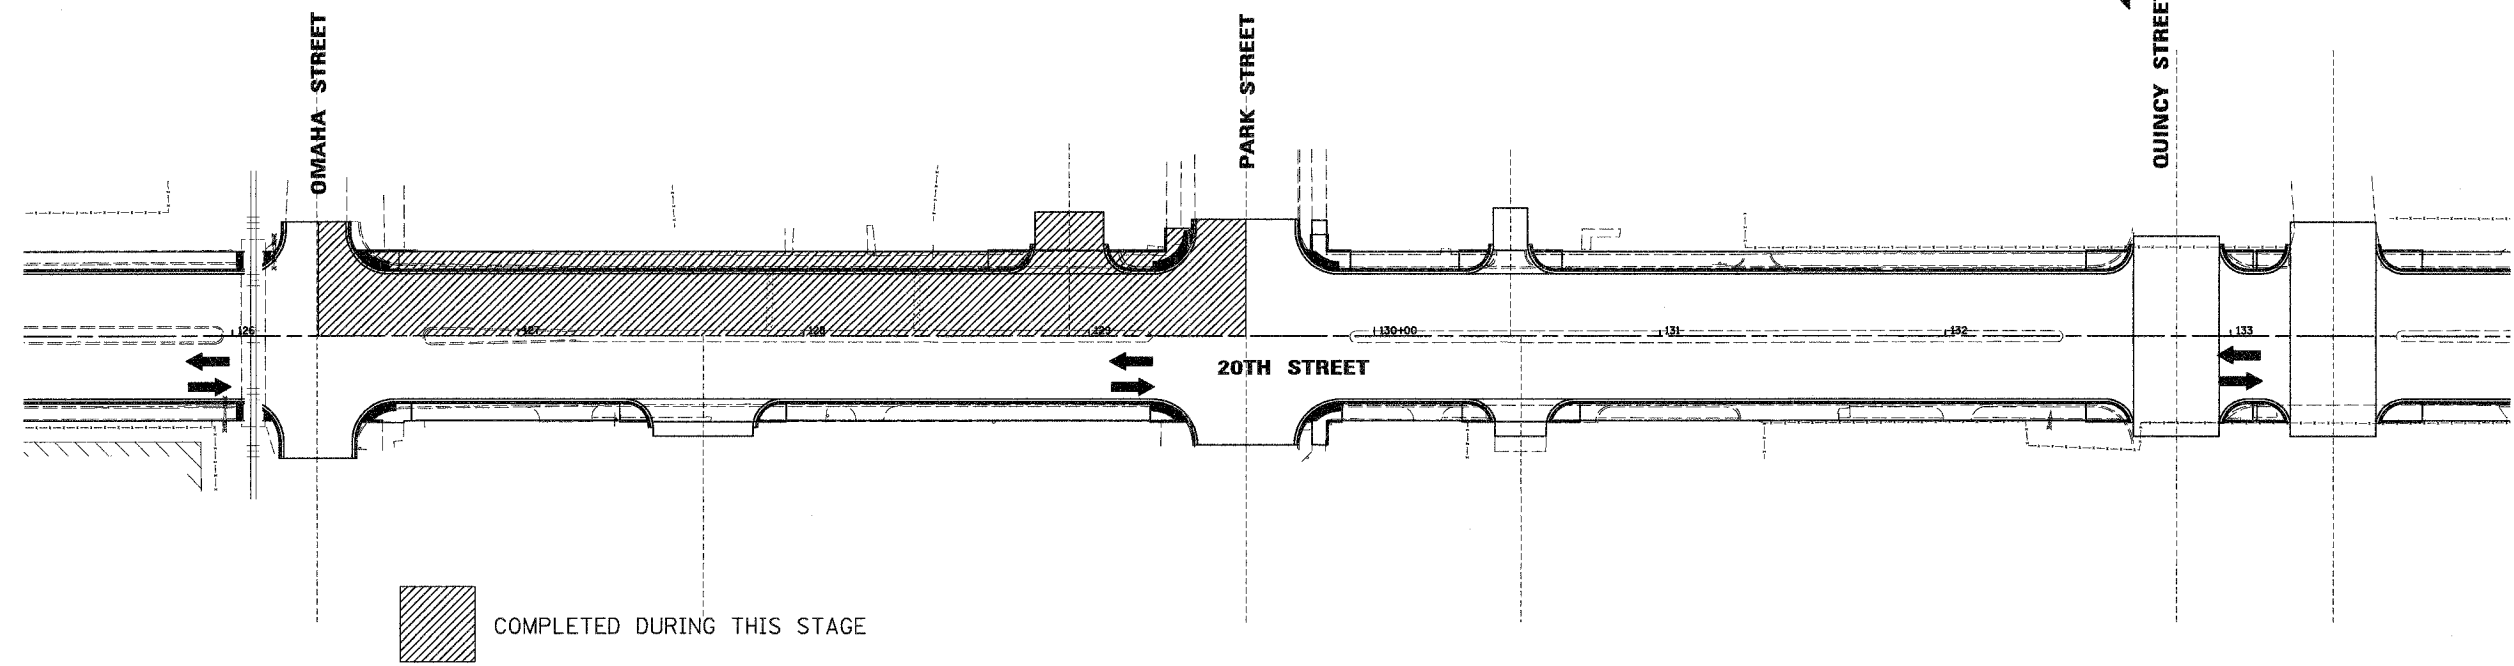 OMAHA STREET
PARK STREET
QUINCY STREET
126
127
128
129
130+00
131
132
133
20TH STREET
COMPLETED DURING THIS STAGE